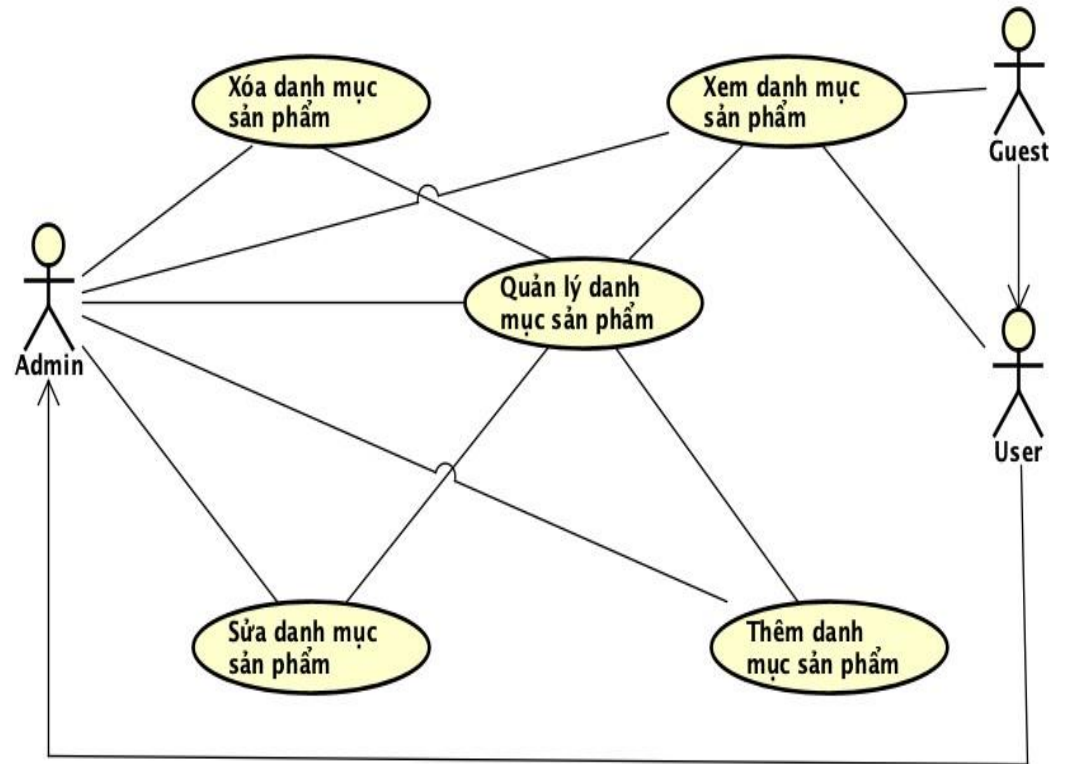 Xóa danh mục
sản phẩm
Xem danh mục
sản phẩm
Guest
Quản lý danh
mục sản phẩm
Admin
User
Sửa danh mục
sản phẩm
Thêm danh
mục sản phẩm